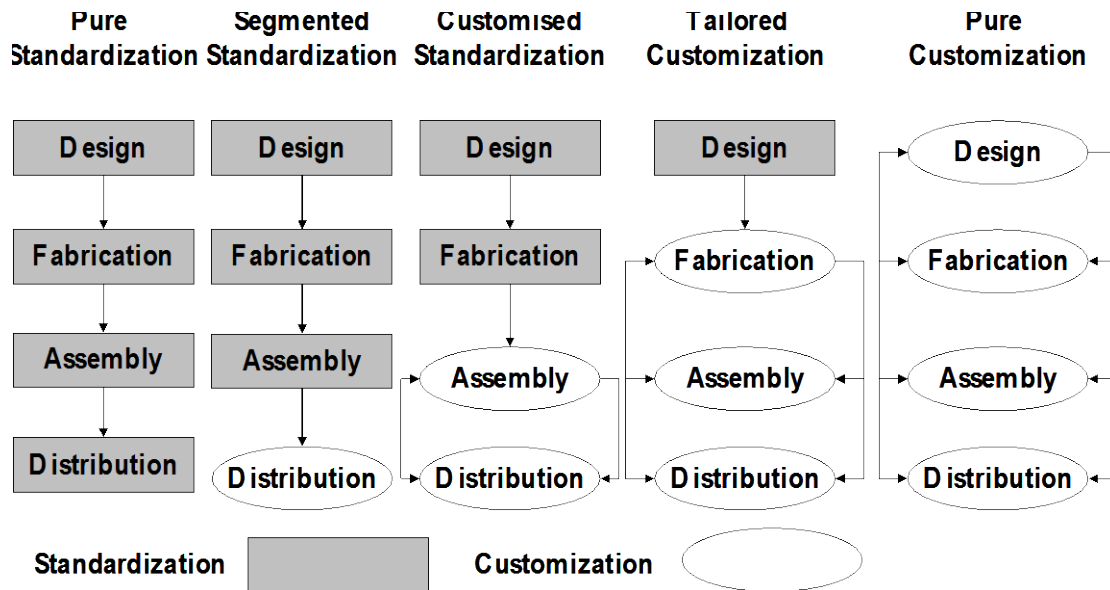 Pure
Standardization
Segmented
Standardization
Customised
Standardization
Tailored
Customization
Pure
Customization
Design
Design
Design
Design
Design
Fabrication
Fabrication
Fabrication
Fabrication
Fabrication
Assembly
Assembly
Assembly
Assembly
Assembly
Distribution
Distribution
Distribution
Distribution
Distribution
Standardization
Customization